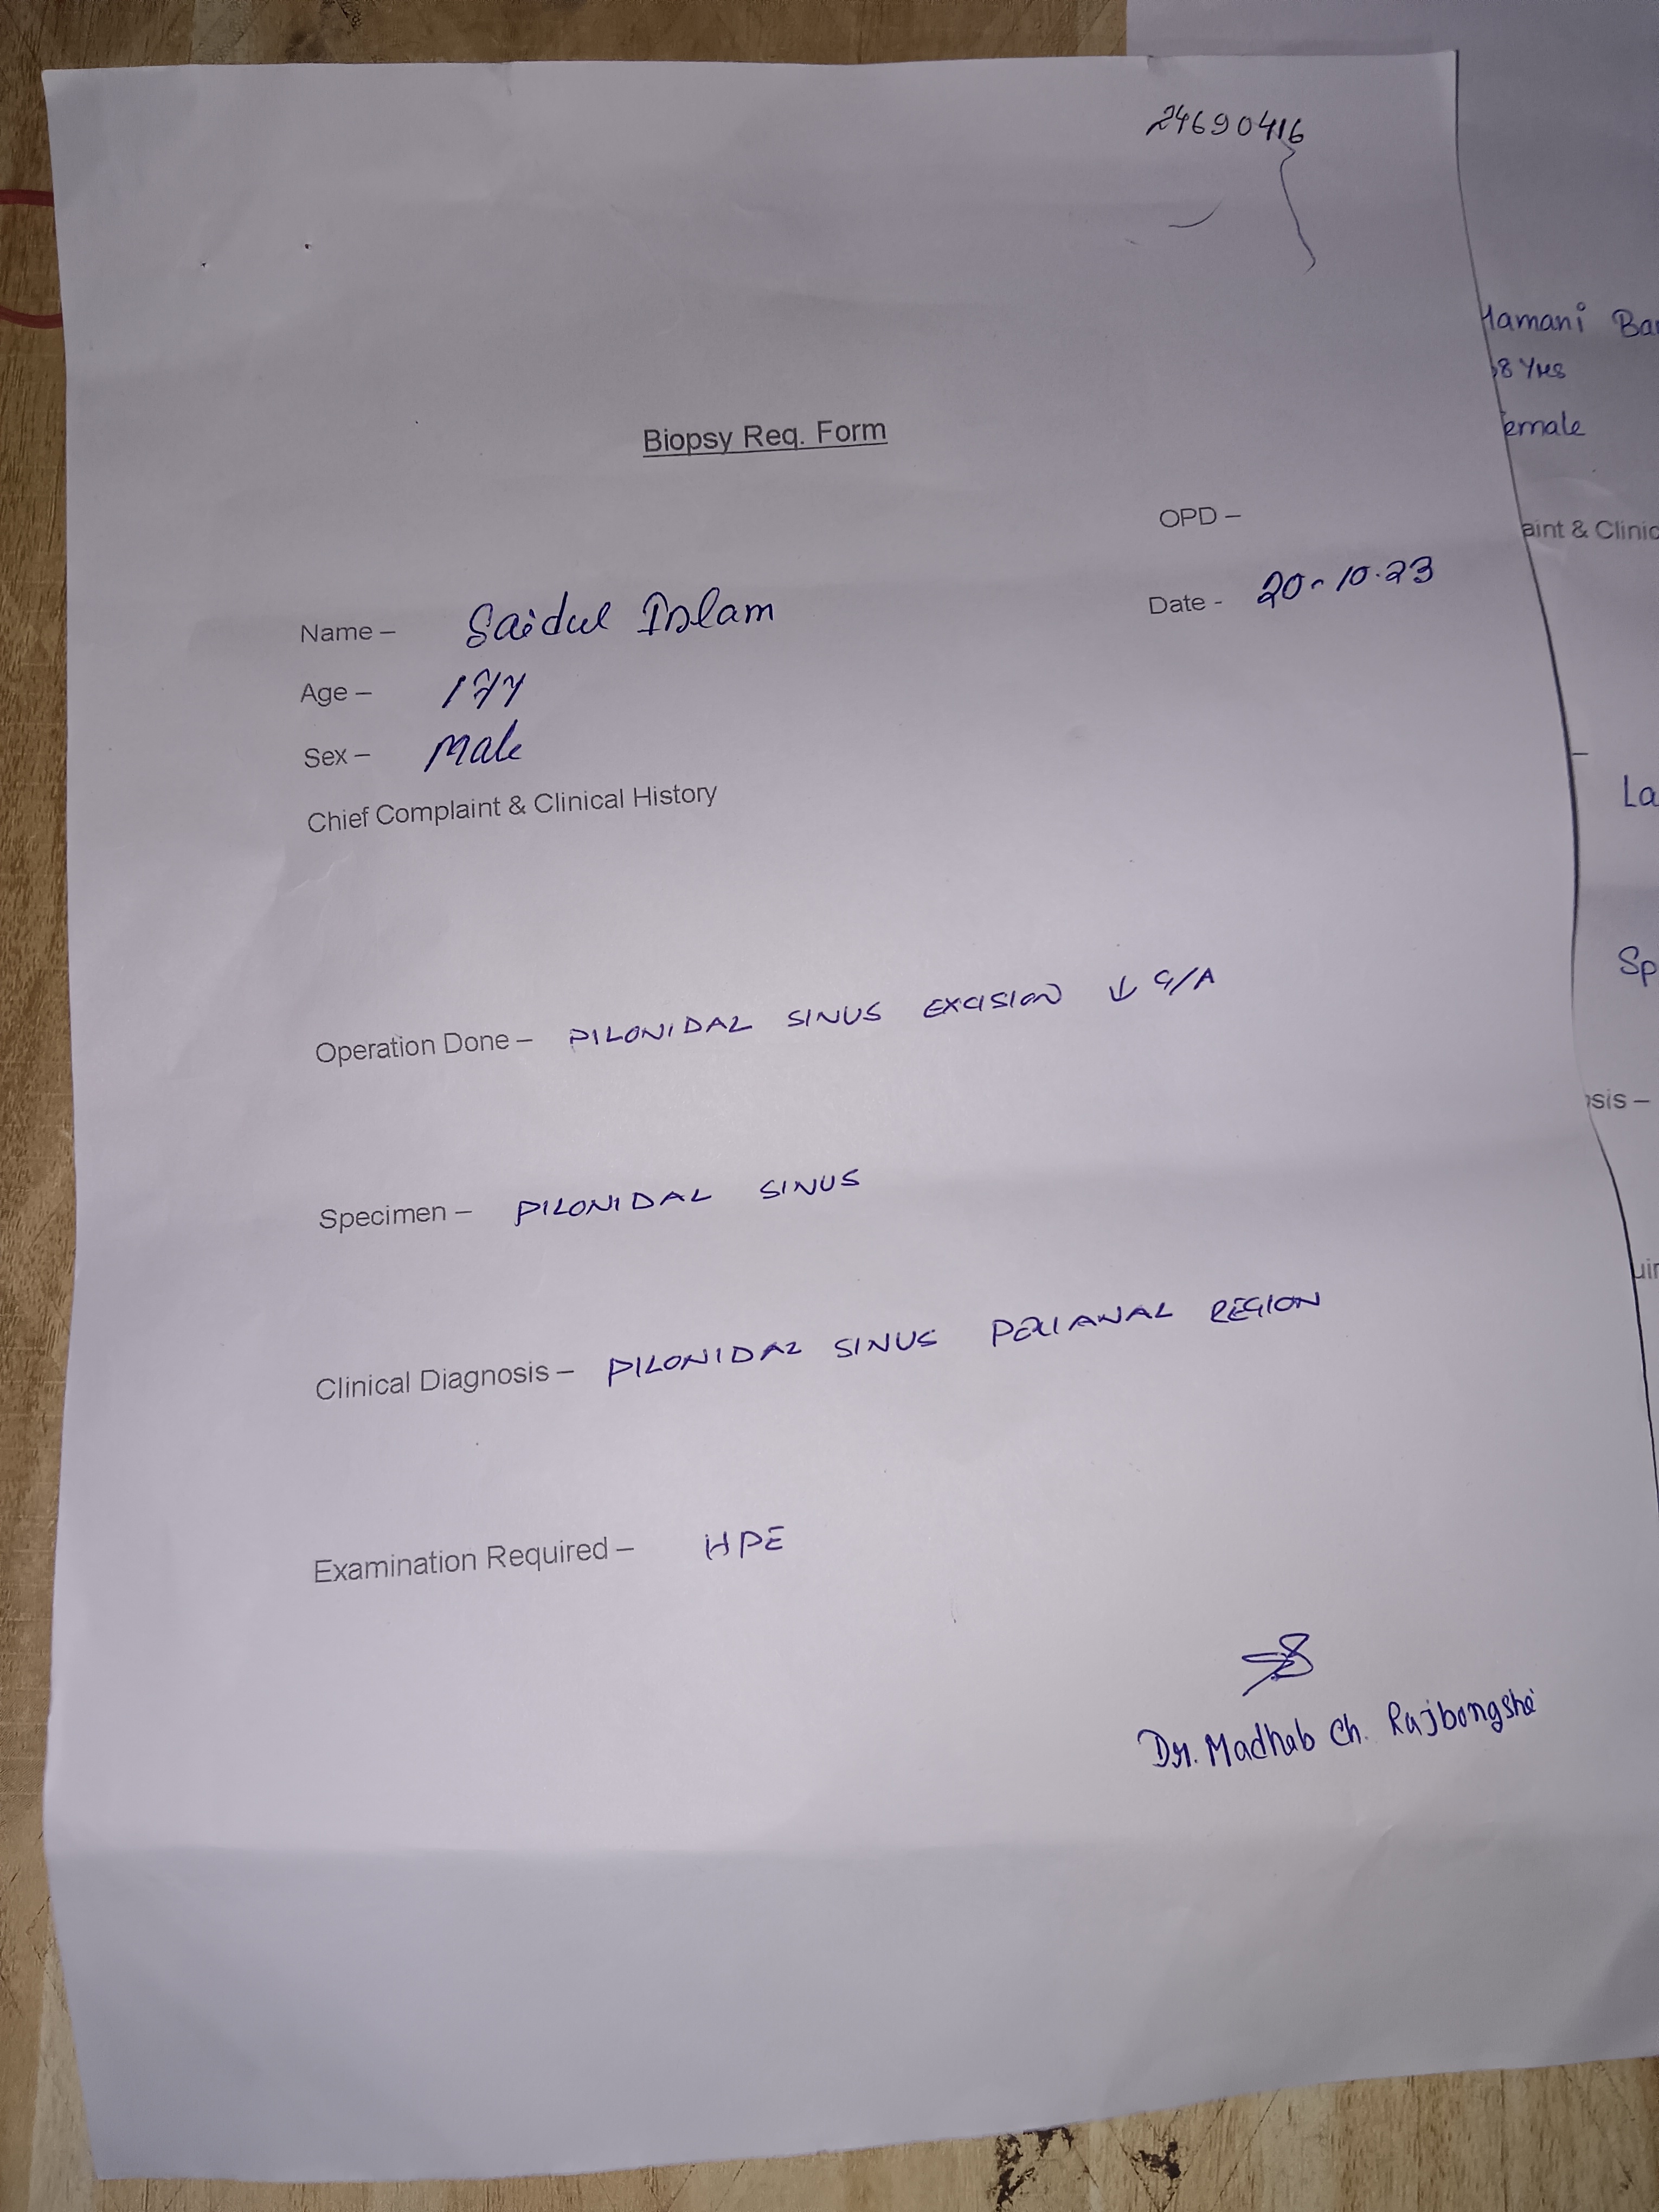 24690416
Biopsy Req. Form
OPD –
Date - 20-10-23
Name – Saidul Islam
Age – 17y
Sex – Male
Chief Complaint & Clinical History
Operation Done – PILONIDAL SINUS EXCISION ↓ G/A
Specimen – PILONIDAL SINUS
Clinical Diagnosis – PILONIDAL SINUS PERIANAL REGION
Examination Required – HPE
Dr. Madhab Ch. Rajbongshi
Mamani
8 Yrs
emale
aint & Clinic
La
Sp
sis –